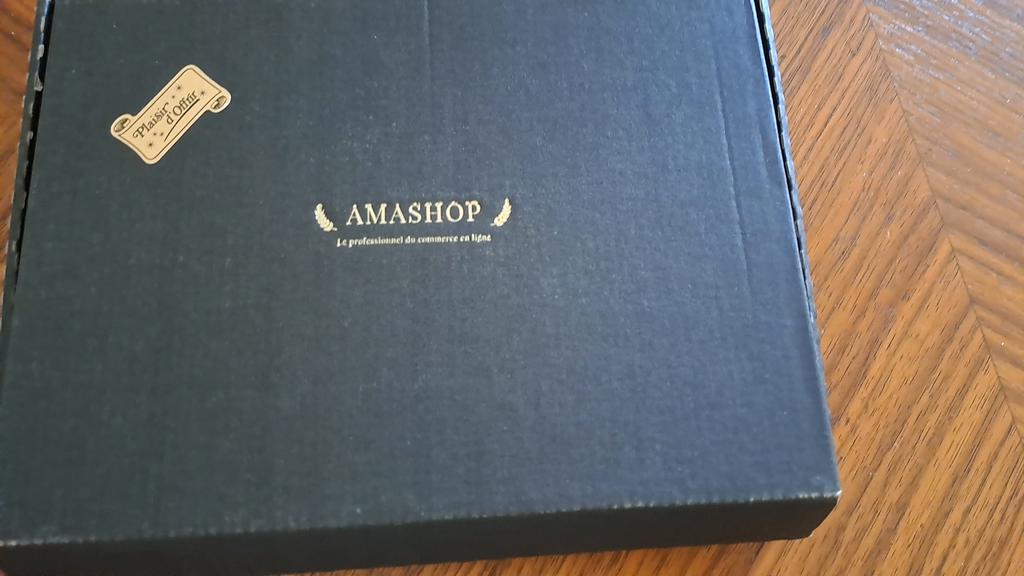 Plaisir
d'Offrir
AMASHOP
Le professionnel du commerce en ligne